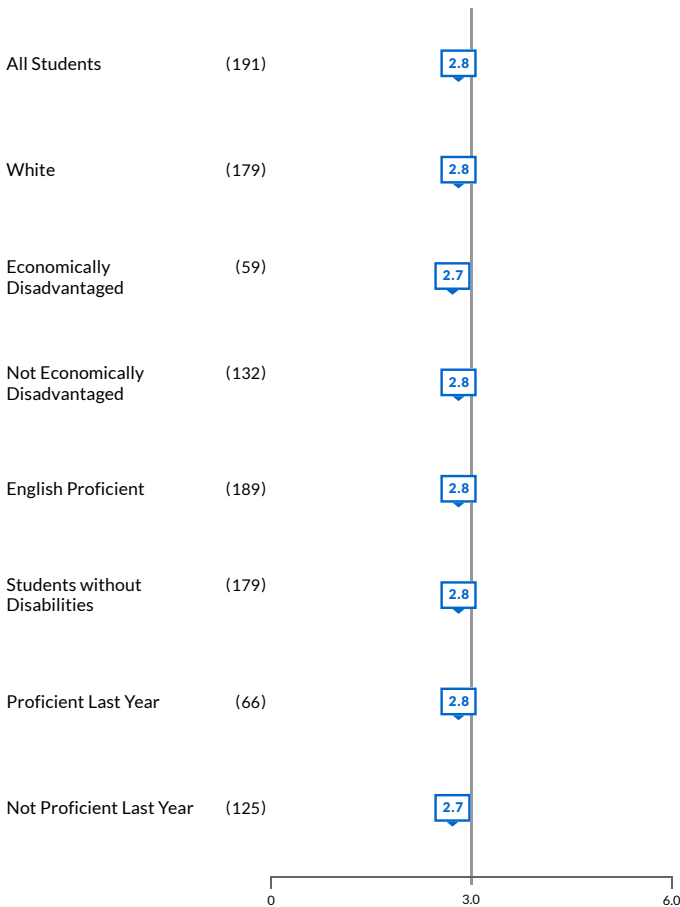 All Students (191) 2.8
White (179) 2.8
Economically (59)
Disadvantaged 2.7
Not Economically (132)
Disadvantaged 2.8
English Proficient (189) 2.8
Students without (179)
Disabilities 2.8
Proficient Last Year (66) 2.8
Not Proficient Last Year (125) 2.7
0 3.0 6.0